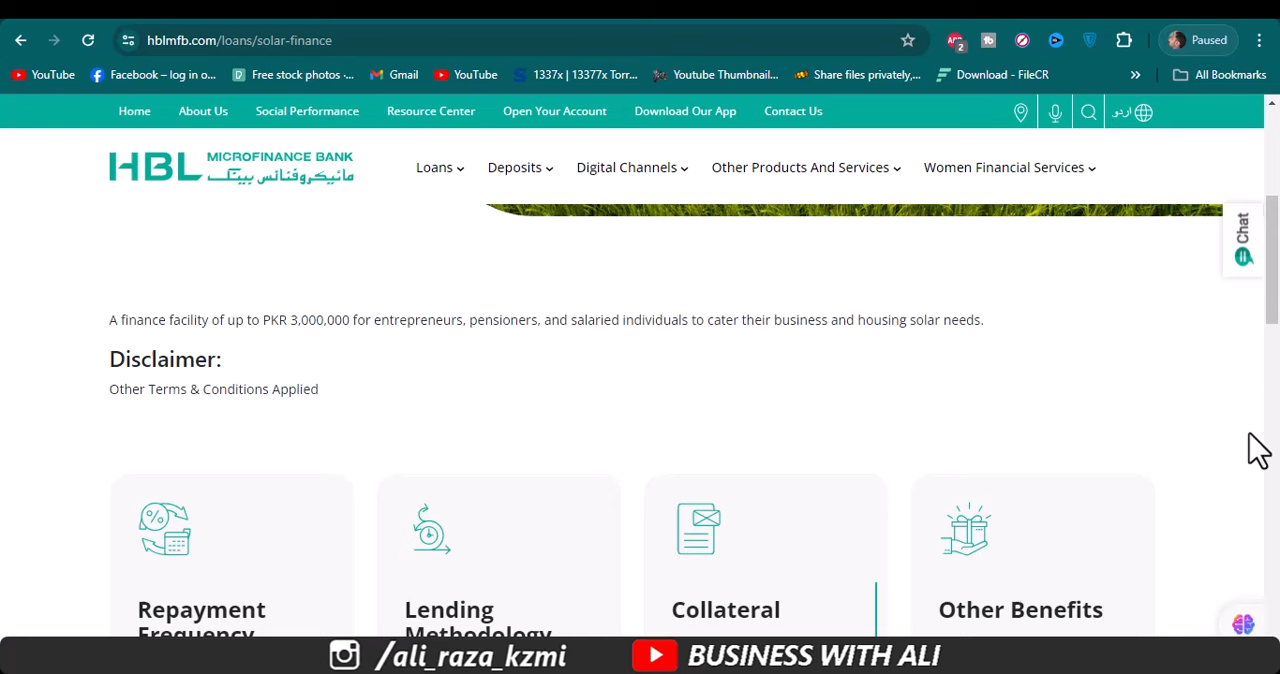 hblmfb.com/loans/solar-finance
Paused
YouTube
Facebook – log in o...
Free stock photos -...
Gmail
YouTube
1337x | 13377x Torr...
Youtube Thumbnail...
Share files privately,...
Download - FileCR
»
All Bookmarks
Home
About Us
Social Performance
Resource Center
Open Your Account
Download Our App
Contact Us
اردو
HBL MICROFINANCE BANK
مائیکروفنانس بینک
Loans
Deposits
Digital Channels
Other Products And Services
Women Financial Services
Chat
A finance facility of up to PKR 3,000,000 for entrepreneurs, pensioners, and salaried individuals to cater their business and housing solar needs.
Disclaimer:
Other Terms & Conditions Applied
Repayment
Frequency
Lending
Methodology
Collateral
Other Benefits
/ali_raza_kzmi
BUSINESS WITH ALI